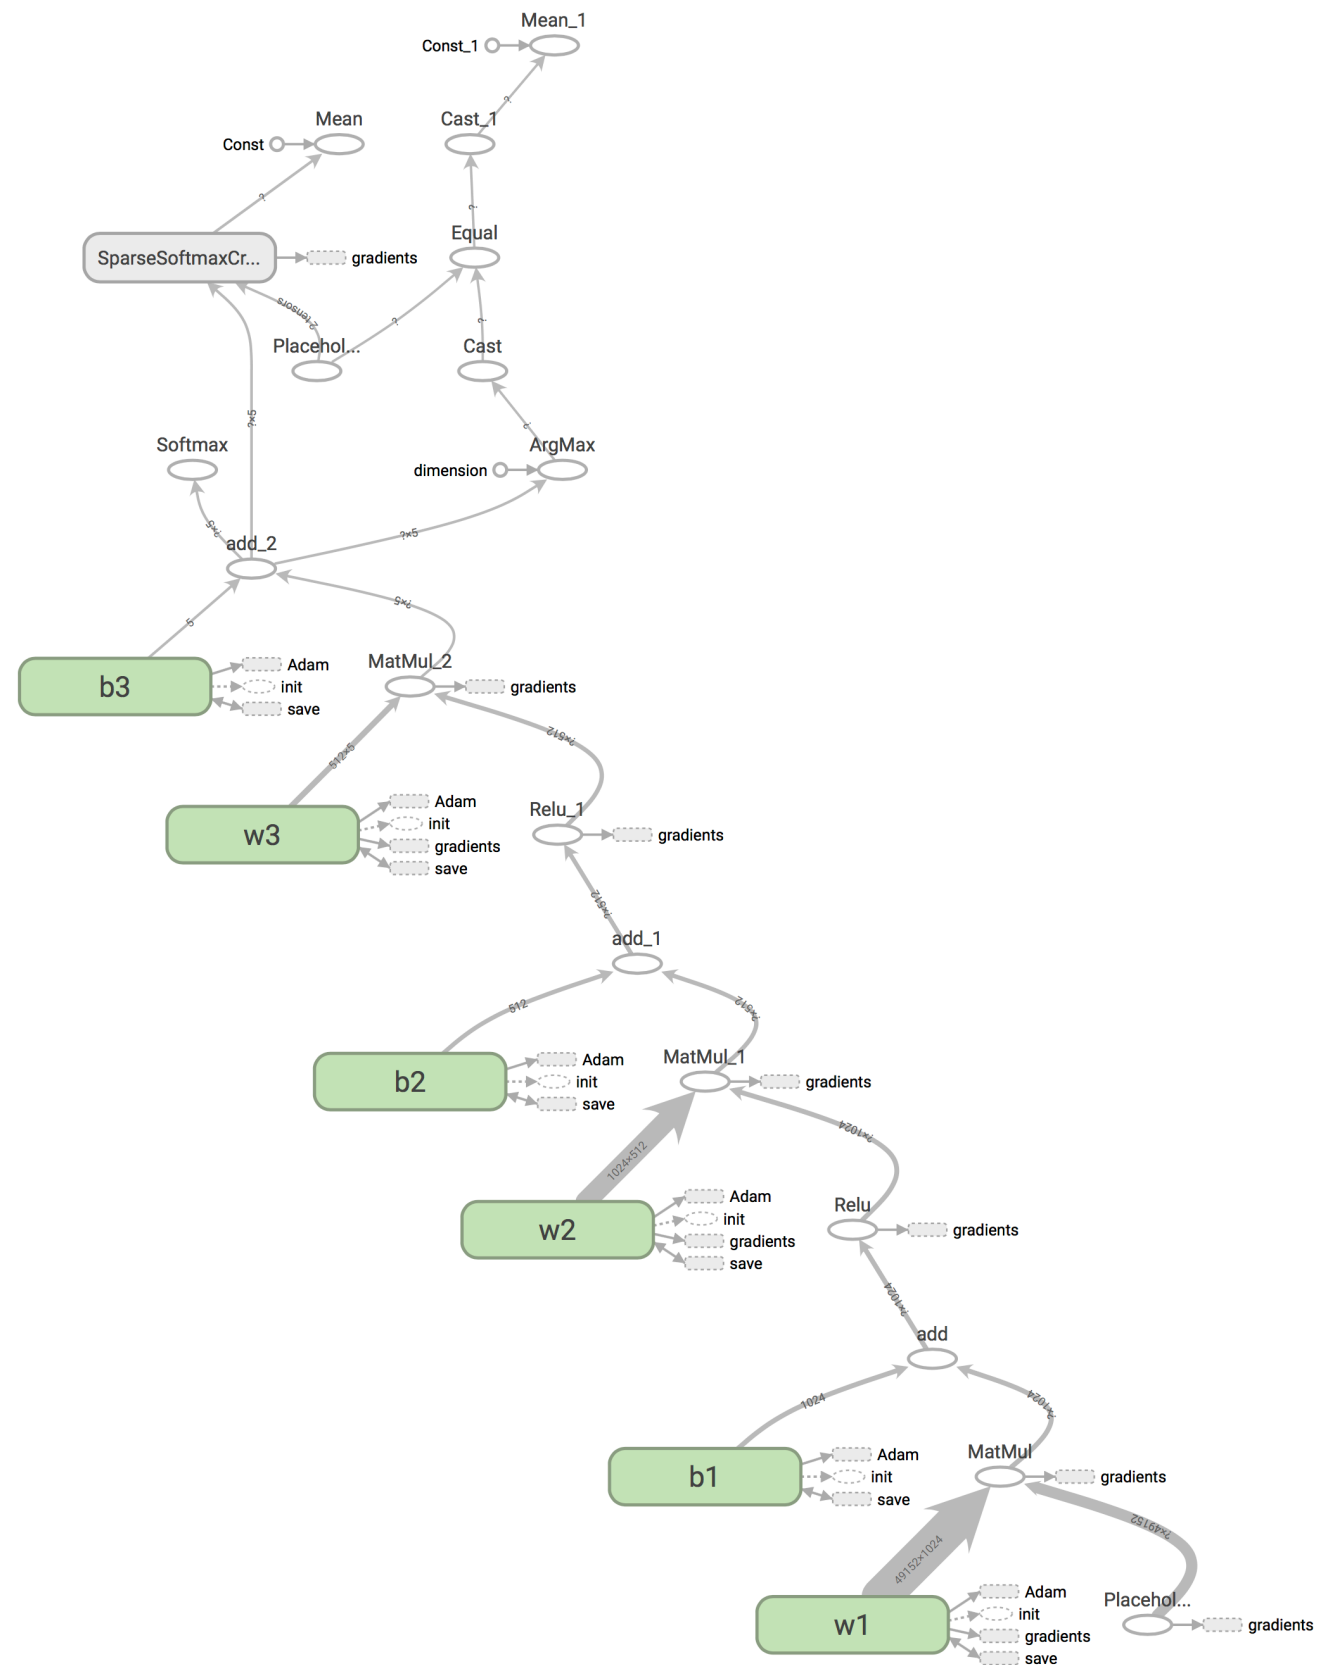 Mean_1
Const_1
?
Mean
Cast_1
Const
?
?
Equal
SparseSoftmaxCr...
gradients
2 tensors
?
?
Placehol...
Cast
?×5
?
Softmax
ArgMax
dimension
?×5
?×5
add_2
?×5
5
MatMul_2
Adam
b3
init
gradients
save
?×512
512×5
Adam
Relu_1
init
w3
gradients
gradients
save
?×512
add_1
512
?×512
MatMul_1
Adam
b2
init
gradients
save
?×1024
1024×512
Adam
Relu
init
w2
gradients
gradients
save
?×1024
add
1024
?×1024
MatMul
Adam
b1
init
gradients
save
?×49152
49152×1024
Adam
Placehol...
init
w1
gradients
gradients
save